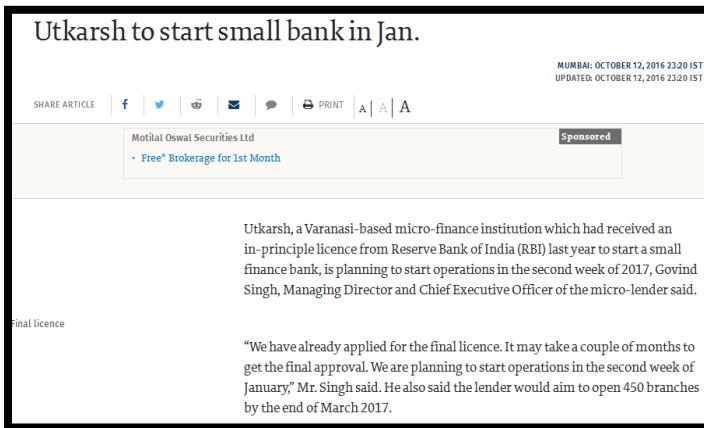 Utkarsh to start small bank in Jan.
MUMBAI: OCTOBER 12, 2016 23:20 IST
UPDATED: OCTOBER 12, 2016 23:20 IST
SHARE ARTICLE PRINT A A A
Motilal Oswal Securities Ltd Sponsored
• Free* Brokerage for 1st Month
Utkarsh, a Varanasi-based micro-finance institution which had received an
in-principle licence from Reserve Bank of India (RBI) last year to start a small
finance bank, is planning to start operations in the second week of 2017, Govind
Singh, Managing Director and Chief Executive Officer of the micro-lender said.
Final licence
“We have already applied for the final licence. It may take a couple of months to
get the final approval. We are planning to start operations in the second week of
January,” Mr. Singh said. He also said the lender would aim to open 450 branches
by the end of March 2017.